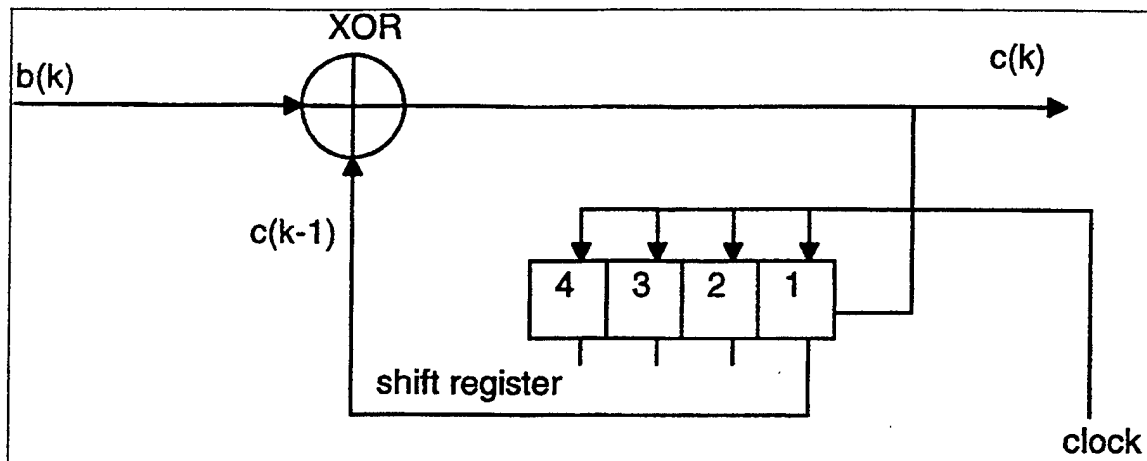 XOR
b(k)
c(k)
c(k-1)
4 3 2 1
shift register
clock